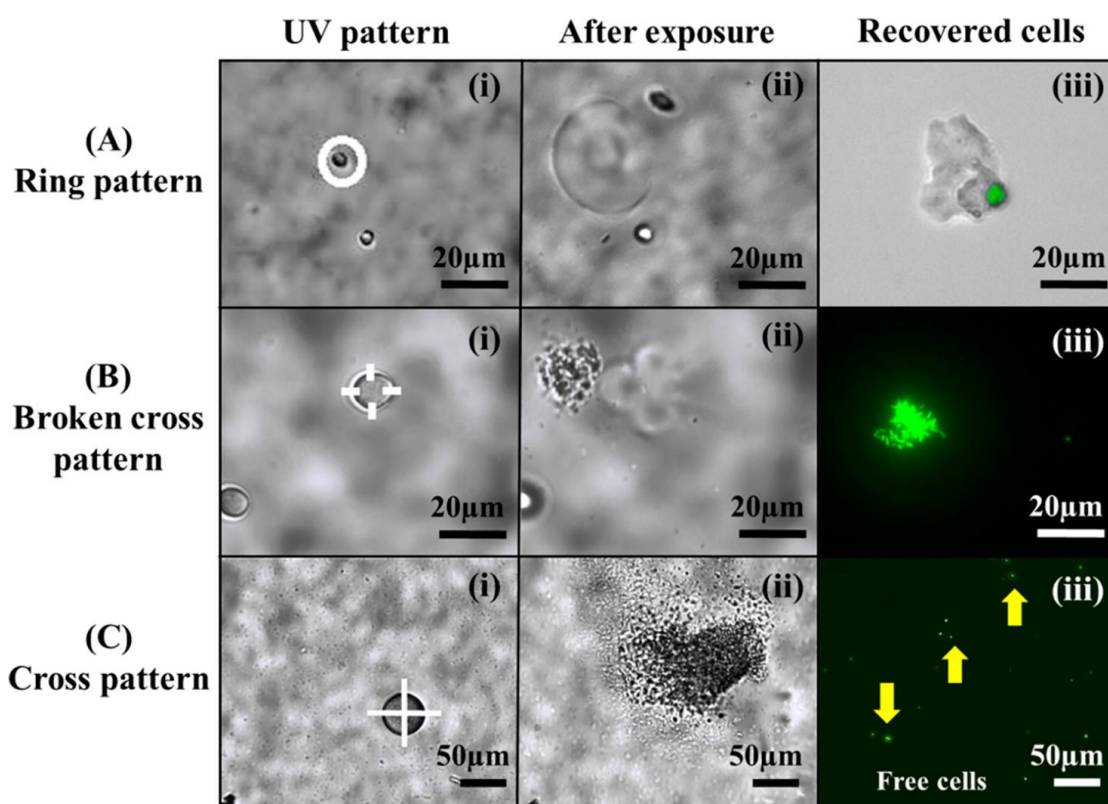 UV pattern After exposure Recovered cells
(A)
Ring pattern
(i) (ii) (iii)
20µm 20µm 20µm
(B)
Broken cross
pattern
(i) (ii) (iii)
20µm 20µm 20µm
(C)
Cross pattern
(i) (ii) (iii)
50µm 50µm Free cells 50µm